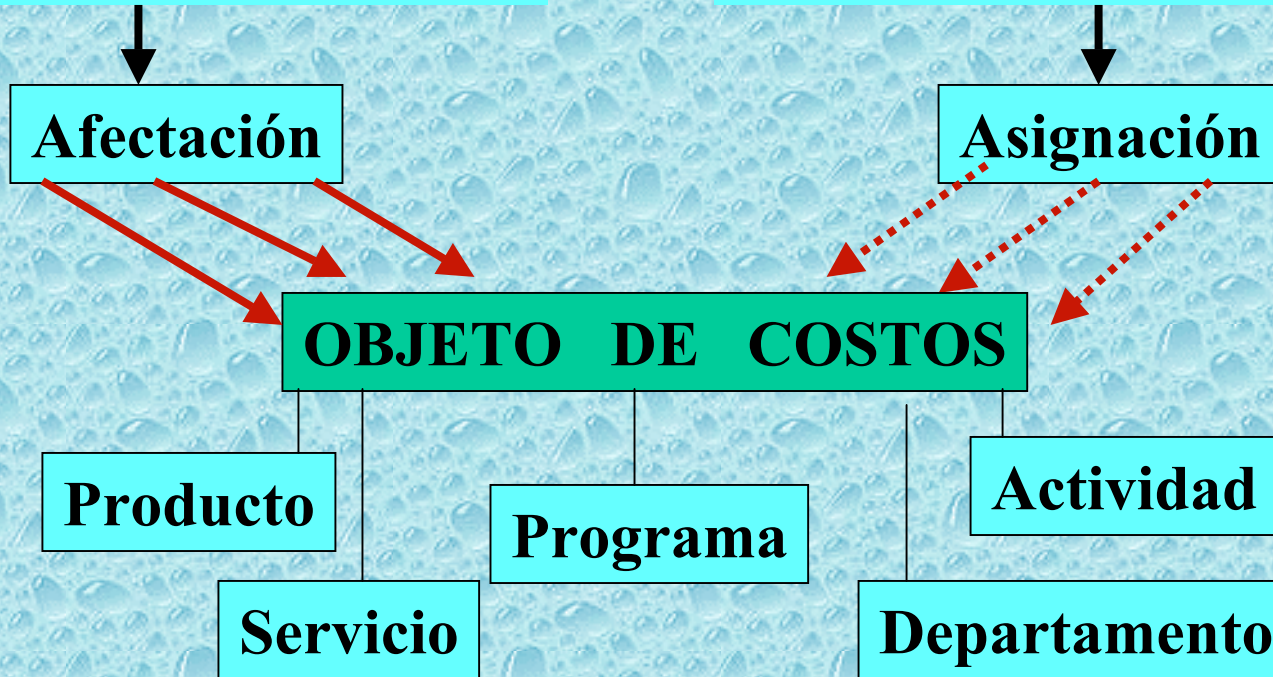 Afectación
Asignación
OBJETO DE COSTOS
Producto
Programa
Actividad
Servicio
Departamento